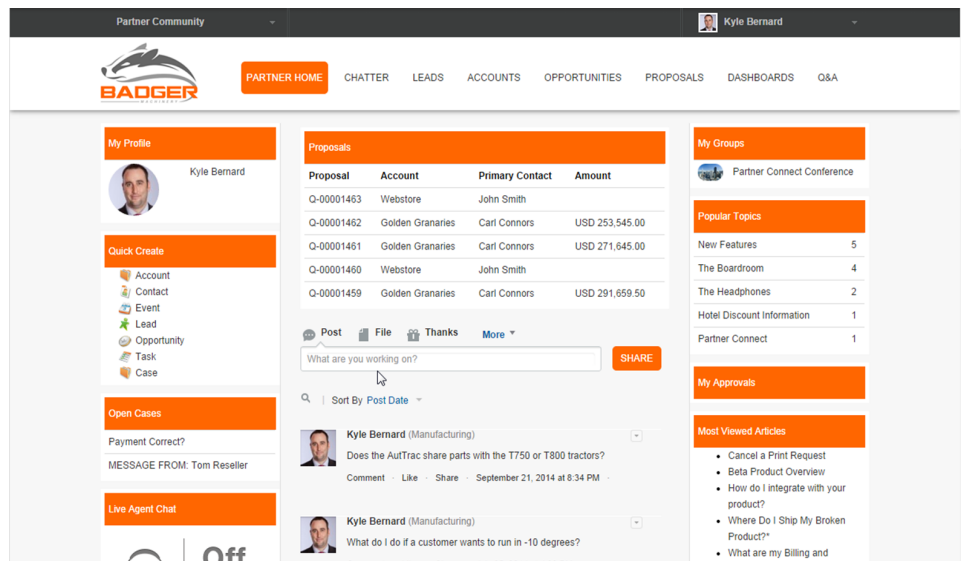 Partner Community
Kyle Bernard
BADGER
MACHINERY
PARTNER HOME CHATTER LEADS ACCOUNTS OPPORTUNITIES PROPOSALS DASHBOARDS Q&A
My Profile
Kyle Bernard
Quick Create
Account
Contact
Event
Lead
Opportunity
Task
Case
Open Cases
Payment Correct?
MESSAGE FROM: Tom Reseller
Live Agent Chat
Off
Proposals
Proposal Account Primary Contact Amount
Q-00001463 Webstore John Smith
Q-00001462 Golden Granaries Carl Connors USD 253,545.00
Q-00001461 Golden Granaries Carl Connors USD 271,645.00
Q-00001460 Webstore John Smith
Q-00001459 Golden Granaries Carl Connors USD 291,659.50
Post File Thanks More
What are you working on?
SHARE
Sort By Post Date
Kyle Bernard (Manufacturing)
Does the AutTrac share parts with the T750 or T800 tractors?
Comment · Like · Share · September 21, 2014 at 8:34 PM ·
Kyle Bernard (Manufacturing)
What do I do if a customer wants to run in -10 degrees?
My Groups
Partner Connect Conference
Popular Topics
New Features 5
The Boardroom 4
The Headphones 2
Hotel Discount Information 1
Partner Connect 1
My Approvals
Most Viewed Articles
• Cancel a Print Request
• Beta Product Overview
• How do I integrate with your
product?
• Where Do I Ship My Broken
Product?*
• What are my Billing and